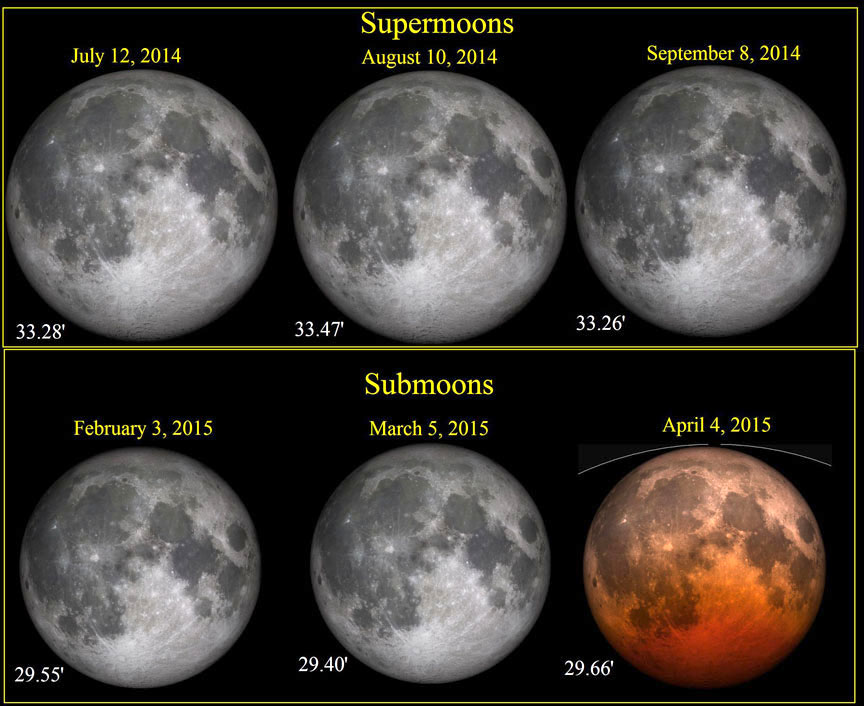 Supermoons
July 12, 2014
August 10, 2014
September 8, 2014
33.28'
33.47'
33.26'
Submoons
February 3, 2015
March 5, 2015
April 4, 2015
29.55'
29.40'
29.66'